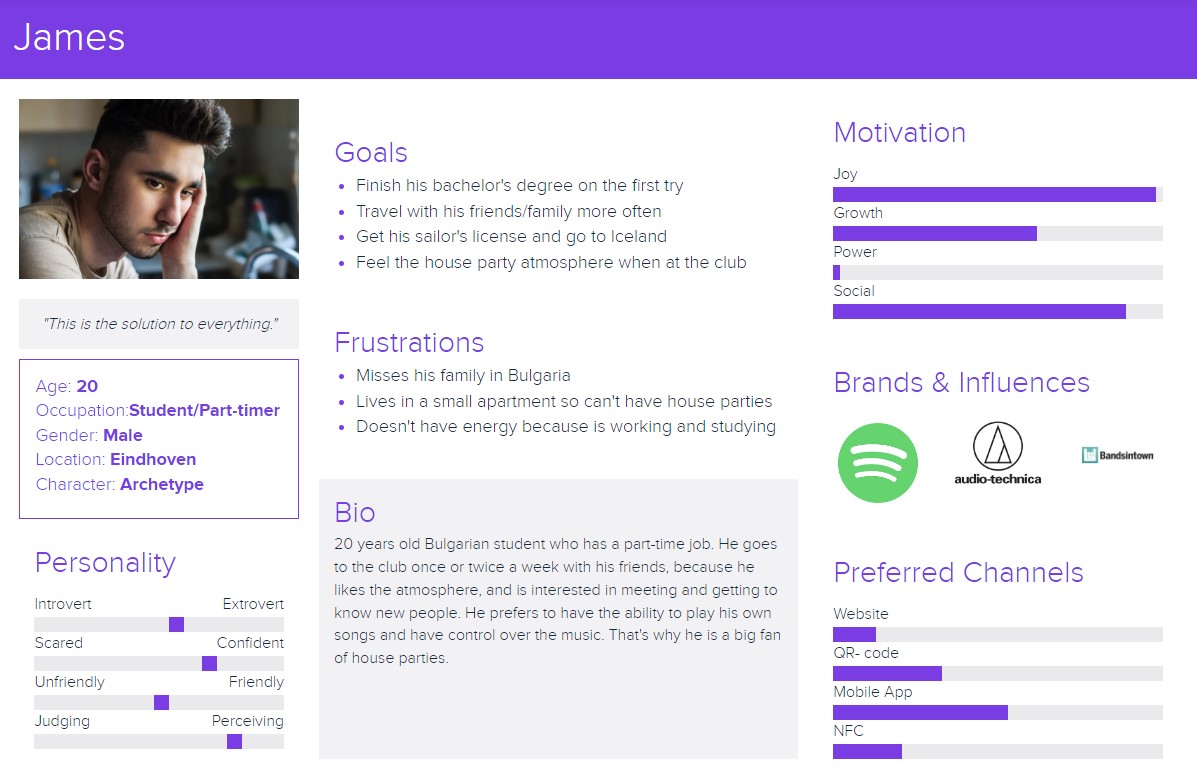 James
"This is the solution to everything."
Age: 20
Occupation:Student/Part-timer
Gender: Male
Location: Eindhoven
Character: Archetype
Personality
Introvert Extrovert
Scared Confident
Unfriendly Friendly
Judging Perceiving
Goals
Finish his bachelor's degree on the first try
Travel with his friends/family more often
Get his sailor's license and go to Iceland
Feel the house party atmosphere when at the club
Frustrations
Misses his family in Bulgaria
Lives in a small apartment so can't have house parties
Doesn't have energy because is working and studying
Bio
20 years old Bulgarian student who has a part-time job. He goes
to the club once or twice a week with his friends, because he
likes the atmosphere, and is interested in meeting and getting to
know new people. He prefers to have the ability to play his own
songs and have control over the music. That's why he is a big fan
of house parties.
Motivation
Joy
Growth
Power
Social
Brands & Influences
audio-technica
Bandsintown
Preferred Channels
Website
QR- code
Mobile App
NFC